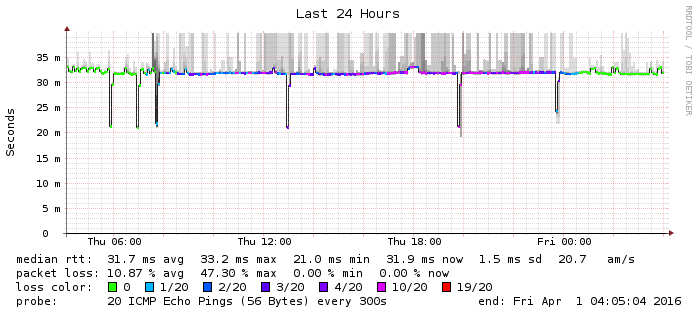 Last 24 Hours
RRDTOOL / TOBI OETIKER
Seconds
35 m
30 m
25 m
20 m
15 m
10 m
5 m
0
Thu 06:00 Thu 12:00 Thu 18:00 Fri 00:00
median rtt: 31.7 ms avg 33.2 ms max 21.0 ms min 31.9 ms now 1.5 ms sd 20.7 am/s
packet loss: 10.87 % avg 47.30 % max 0.00 % min 0.00 % now
loss color: 0 1/20 2/20 3/20 4/20 10/20 19/20
probe: 20 ICMP Echo Pings (56 Bytes) every 300s end: Fri Apr 1 04:05:04 2016